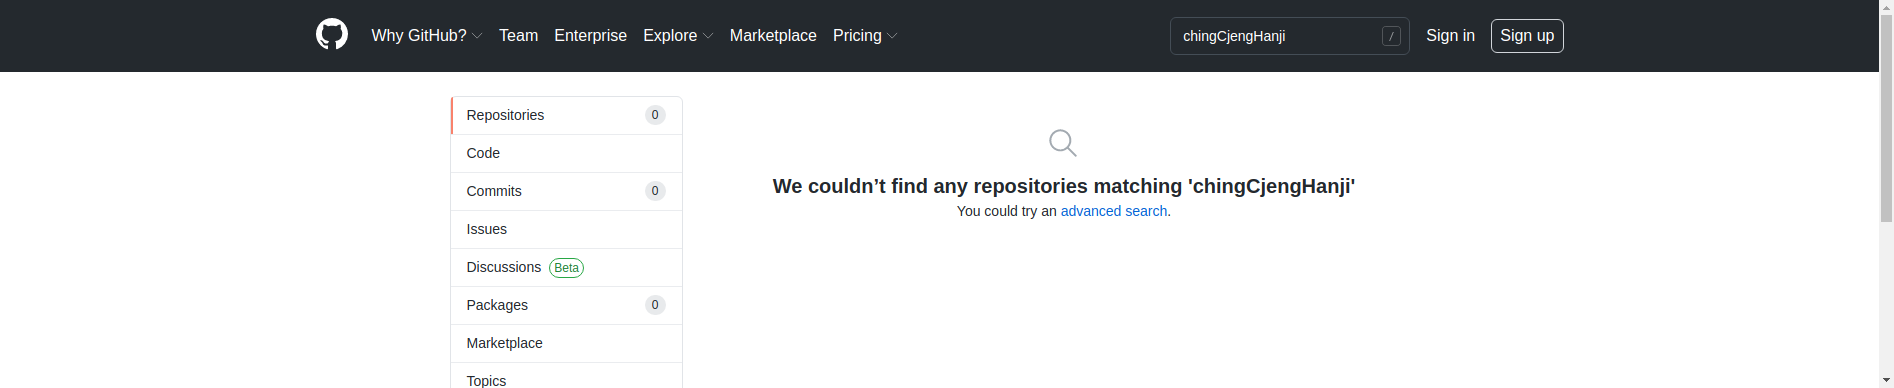 Why GitHub? Team Enterprise Explore Marketplace Pricing chingCjengHanji / Sign in Sign up
Repositories 0
Code
Commits 0
Issues
Discussions Beta
Packages 0
Marketplace
Topics
We couldn’t find any repositories matching 'chingCjengHanji'
You could try an advanced search.